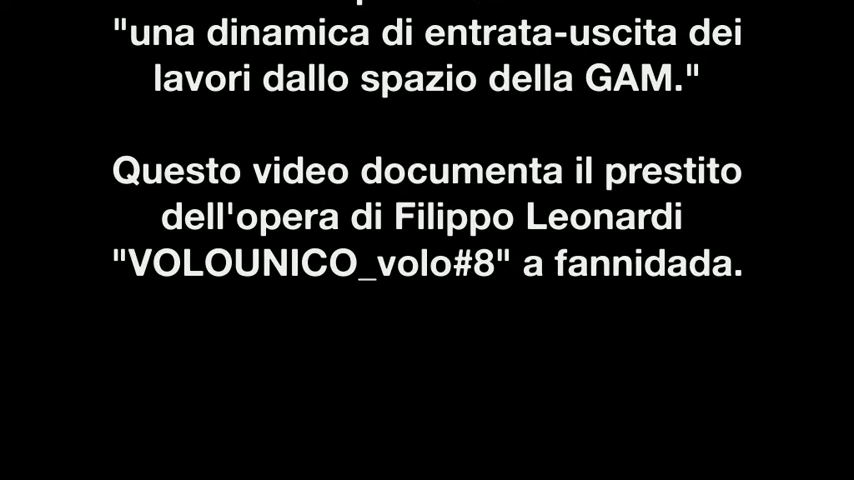 "una dinamica di entrata-uscita dei
lavori dallo spazio della GAM."
Questo video documenta il prestito
dell'opera di Filippo Leonardi
"VOLOUNICO_volo#8" a fannidada.